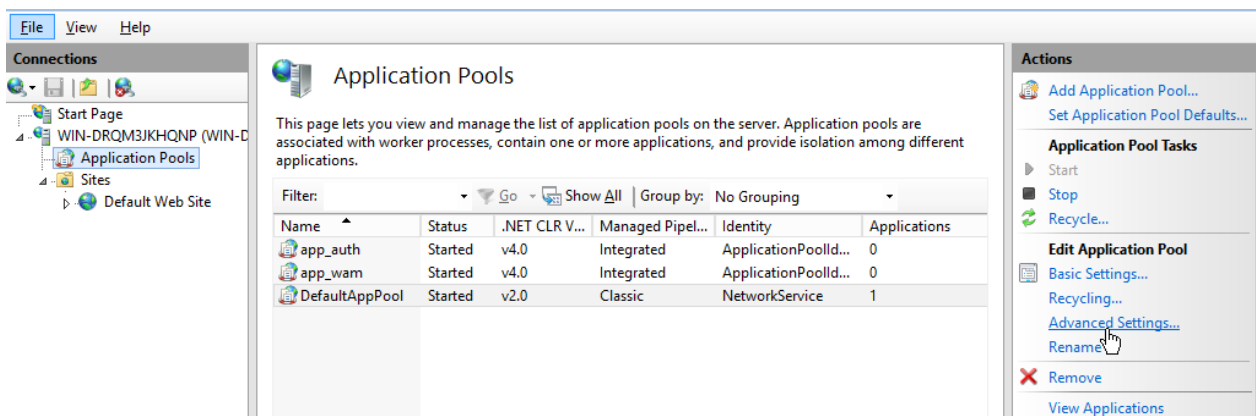 File View Help
Connections
Start Page
WIN-DRQM3JKHQNP (WIN-D
Application Pools
Sites
Default Web Site
Application Pools
This page lets you view and manage the list of application pools on the server. Application pools are
associated with worker processes, contain one or more applications, and provide isolation among different
applications.
Filter: Go Show All Group by: No Grouping
Name Status .NET CLR V... Managed Pipel... Identity Applications
app_auth Started v4.0 Integrated ApplicationPoolId... 0
app_wam Started v4.0 Integrated ApplicationPoolId... 0
DefaultAppPool Started v2.0 Classic NetworkService 1
Actions
Add Application Pool...
Set Application Pool Defaults...
Application Pool Tasks
Start
Stop
Recycle...
Edit Application Pool
Basic Settings...
Recycling...
Advanced Settings...
Rename
Remove
View Applications